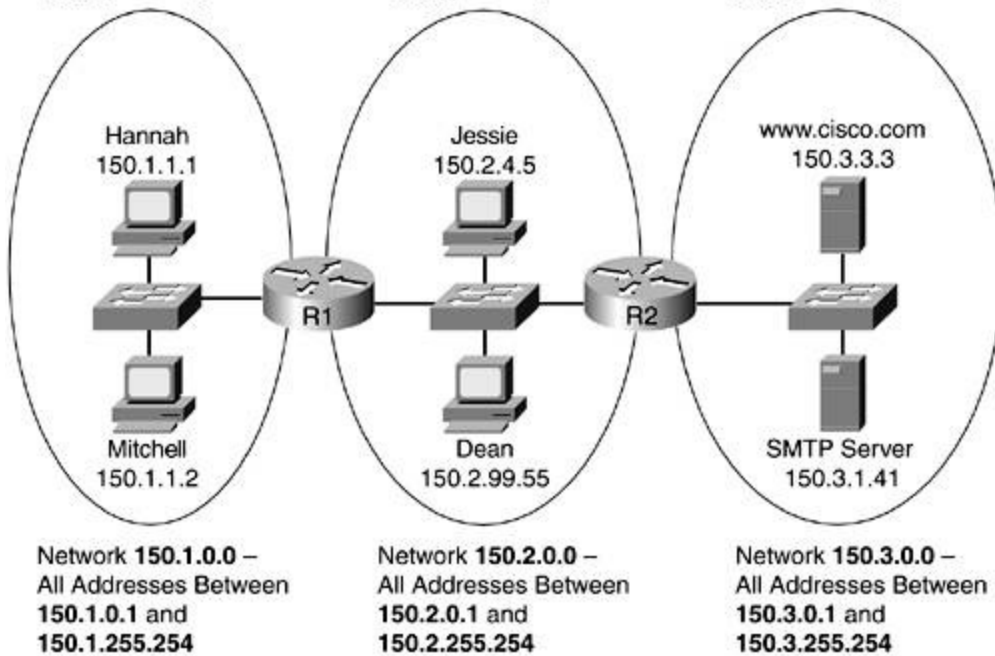 Hannah
150.1.1.1
Jessie
150.2.4.5
www.cisco.com
150.3.3.3
R1
R2
Mitchell
150.1.1.2
Dean
150.2.99.55
SMTP Server
150.3.1.41
Network 150.1.0.0 –
All Addresses Between
150.1.0.1 and
150.1.255.254
Network 150.2.0.0 –
All Addresses Between
150.2.0.1 and
150.2.255.254
Network 150.3.0.0 –
All Addresses Between
150.3.0.1 and
150.3.255.254